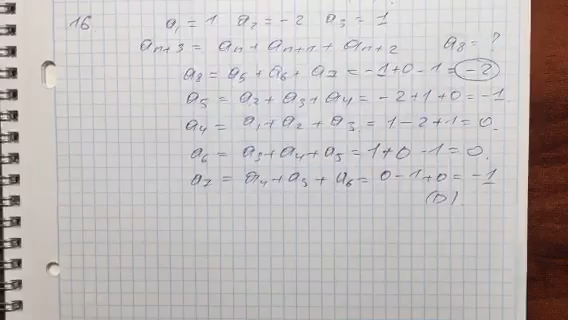 16 a₁ = 1 a₂ = -2 a₃ = 1
aₙ₊₃ = aₙ + aₙ₊₁ + aₙ₊₂ a₈ = ?
a₈ = a₅ + a₆ + a₇ = -1+0-1 = -2
a₅ = a₂ + a₃ + a₄ = -2+1+0 = -1
a₄ = a₁ + a₂ + a₃ = 1-2+1 = 0.
a₆ = a₃ + a₄ + a₅ = 1+0-1 = 0.
a₇ = a₄ + a₅ + a₆ = 0-1+0 = -1
(D).